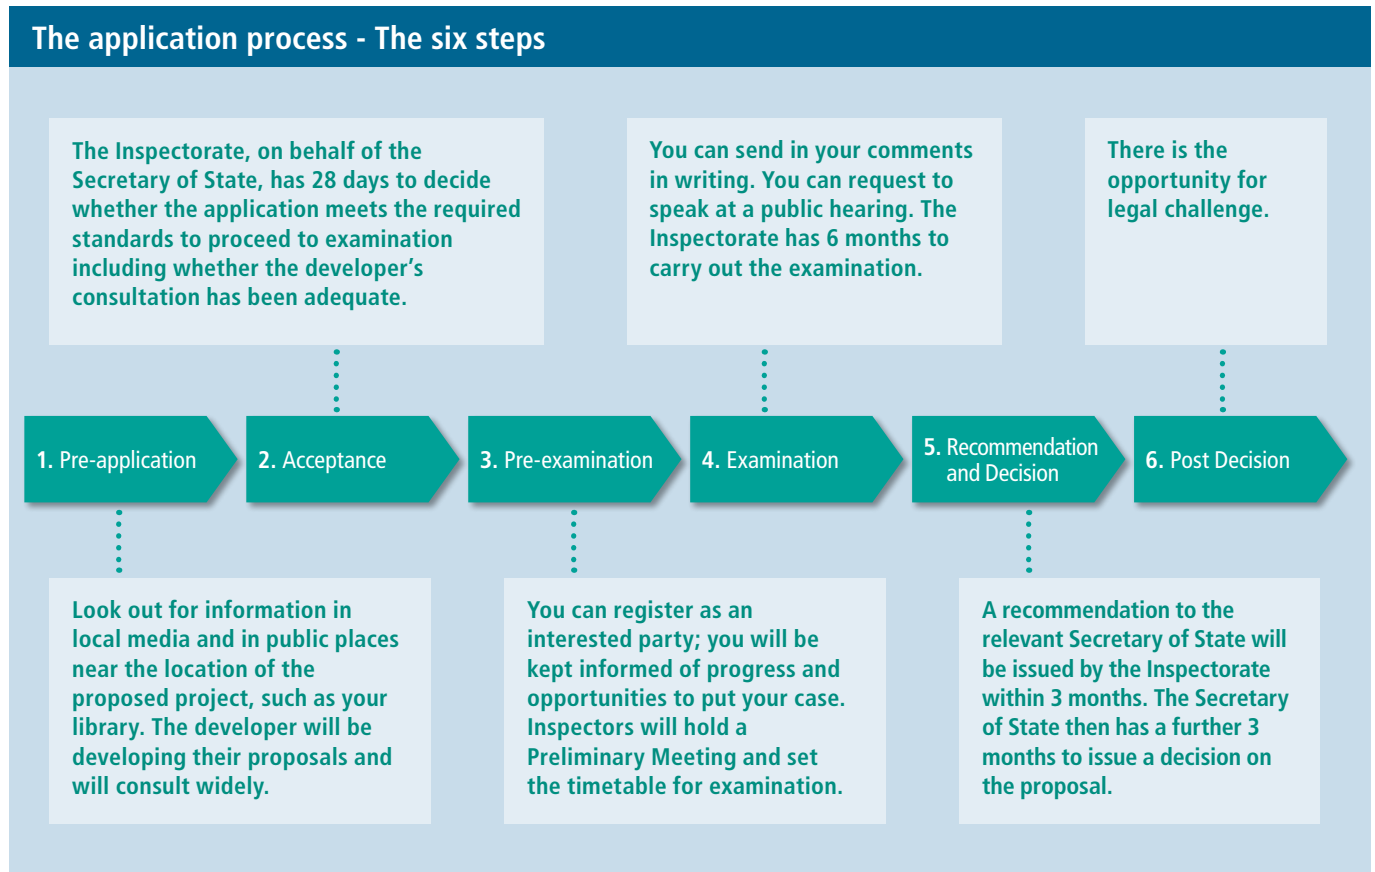 The application process - The six steps
The Inspectorate, on behalf of the
Secretary of State, has 28 days to decide
whether the application meets the required
standards to proceed to examination
including whether the developer’s
consultation has been adequate.
You can send in your comments
in writing. You can request to
speak at a public hearing. The
Inspectorate has 6 months to
carry out the examination.
There is the
opportunity for
legal challenge.
1. Pre-application
2. Acceptance
3. Pre-examination
4. Examination
5. Recommendation
and Decision
6. Post Decision
Look out for information in
local media and in public places
near the location of the
proposed project, such as your
library. The developer will be
developing their proposals and
will consult widely.
You can register as an
interested party; you will be
kept informed of progress and
opportunities to put your case.
Inspectors will hold a
Preliminary Meeting and set
the timetable for examination.
A recommendation to the
relevant Secretary of State will
be issued by the Inspectorate
within 3 months. The Secretary
of State then has a further 3
months to issue a decision on
the proposal.